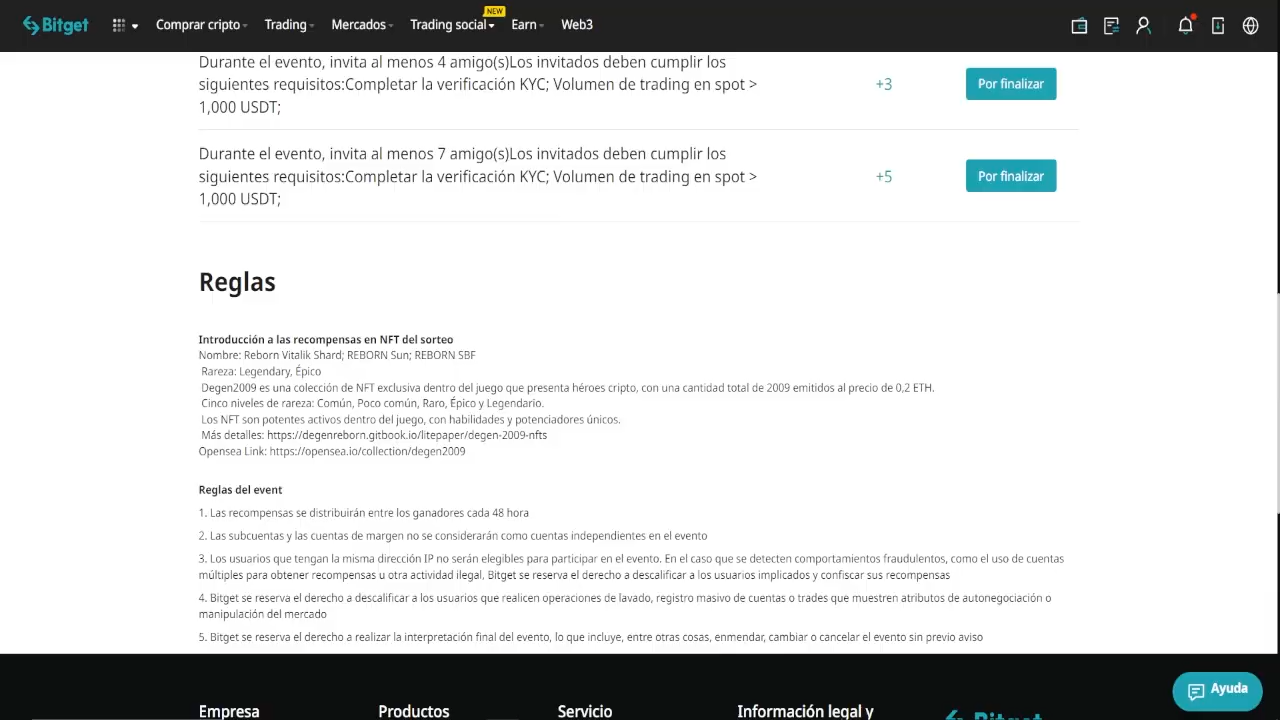 Bitget
Comprar cripto
Trading
Mercados
Trading social
NEW
Earn
Web3
Durante el evento, invita al menos 4 amigo(s)Los invitados deben cumplir los
siguientes requisitos:Completar la verificación KYC; Volumen de trading en spot >
1,000 USDT;
+3
Por finalizar
Durante el evento, invita al menos 7 amigo(s)Los invitados deben cumplir los
siguientes requisitos:Completar la verificación KYC; Volumen de trading en spot >
1,000 USDT;
+5
Por finalizar
Reglas
Introducción a las recompensas en NFT del sorteo
Nombre: Reborn Vitalik Shard; REBORN Sun; REBORN SBF
Rareza: Legendary, Épico
Degen2009 es una colección de NFT exclusiva dentro del juego que presenta héroes cripto, con una cantidad total de 2009 emitidos al precio de 0,2 ETH.
Cinco niveles de rareza: Común, Poco común, Raro, Épico y Legendario.
Los NFT son potentes activos dentro del juego, con habilidades y potenciadores únicos.
Más detalles: https://degenreborn.gitbook.io/litepaper/degen-2009-nfts
Opensea Link: https://opensea.io/collection/degen2009
Reglas del event
1. Las recompensas se distribuirán entre los ganadores cada 48 hora
2. Las subcuentas y las cuentas de margen no se considerarán como cuentas independientes en el evento
3. Los usuarios que tengan la misma dirección IP no serán elegibles para participar en el evento. En el caso que se detecten comportamientos fraudulentos, como el uso de cuentas
múltiples para obtener recompensas u otra actividad ilegal, Bitget se reserva el derecho a descalificar a los usuarios implicados y confiscar sus recompensas
4. Bitget se reserva el derecho a descalificar a los usuarios que realicen operaciones de lavado, registro masivo de cuentas o trades que muestren atributos de autonegociación o
manipulación del mercado
5. Bitget se reserva el derecho a realizar la interpretación final del evento, lo que incluye, entre otras cosas, enmendar, cambiar o cancelar el evento sin previo aviso
Ayuda
Empresa
Productos
Servicio
Información legal y
Bitget